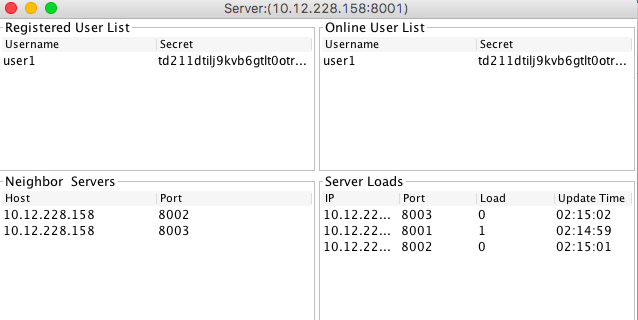 Server:(10.12.228.158:8001)
Registered User List
Username Secret
user1 td211dtilj9kvb6gtlt0otr...
Online User List
Username Secret
user1 td211dtilj9kvb6gtlt0otr...
Neighbor Servers
Host Port
10.12.228.158 8002
10.12.228.158 8003
Server Loads
IP Port Load Update Time
10.12.22... 8003 0 02:15:02
10.12.22... 8001 1 02:14:59
10.12.22... 8002 0 02:15:01